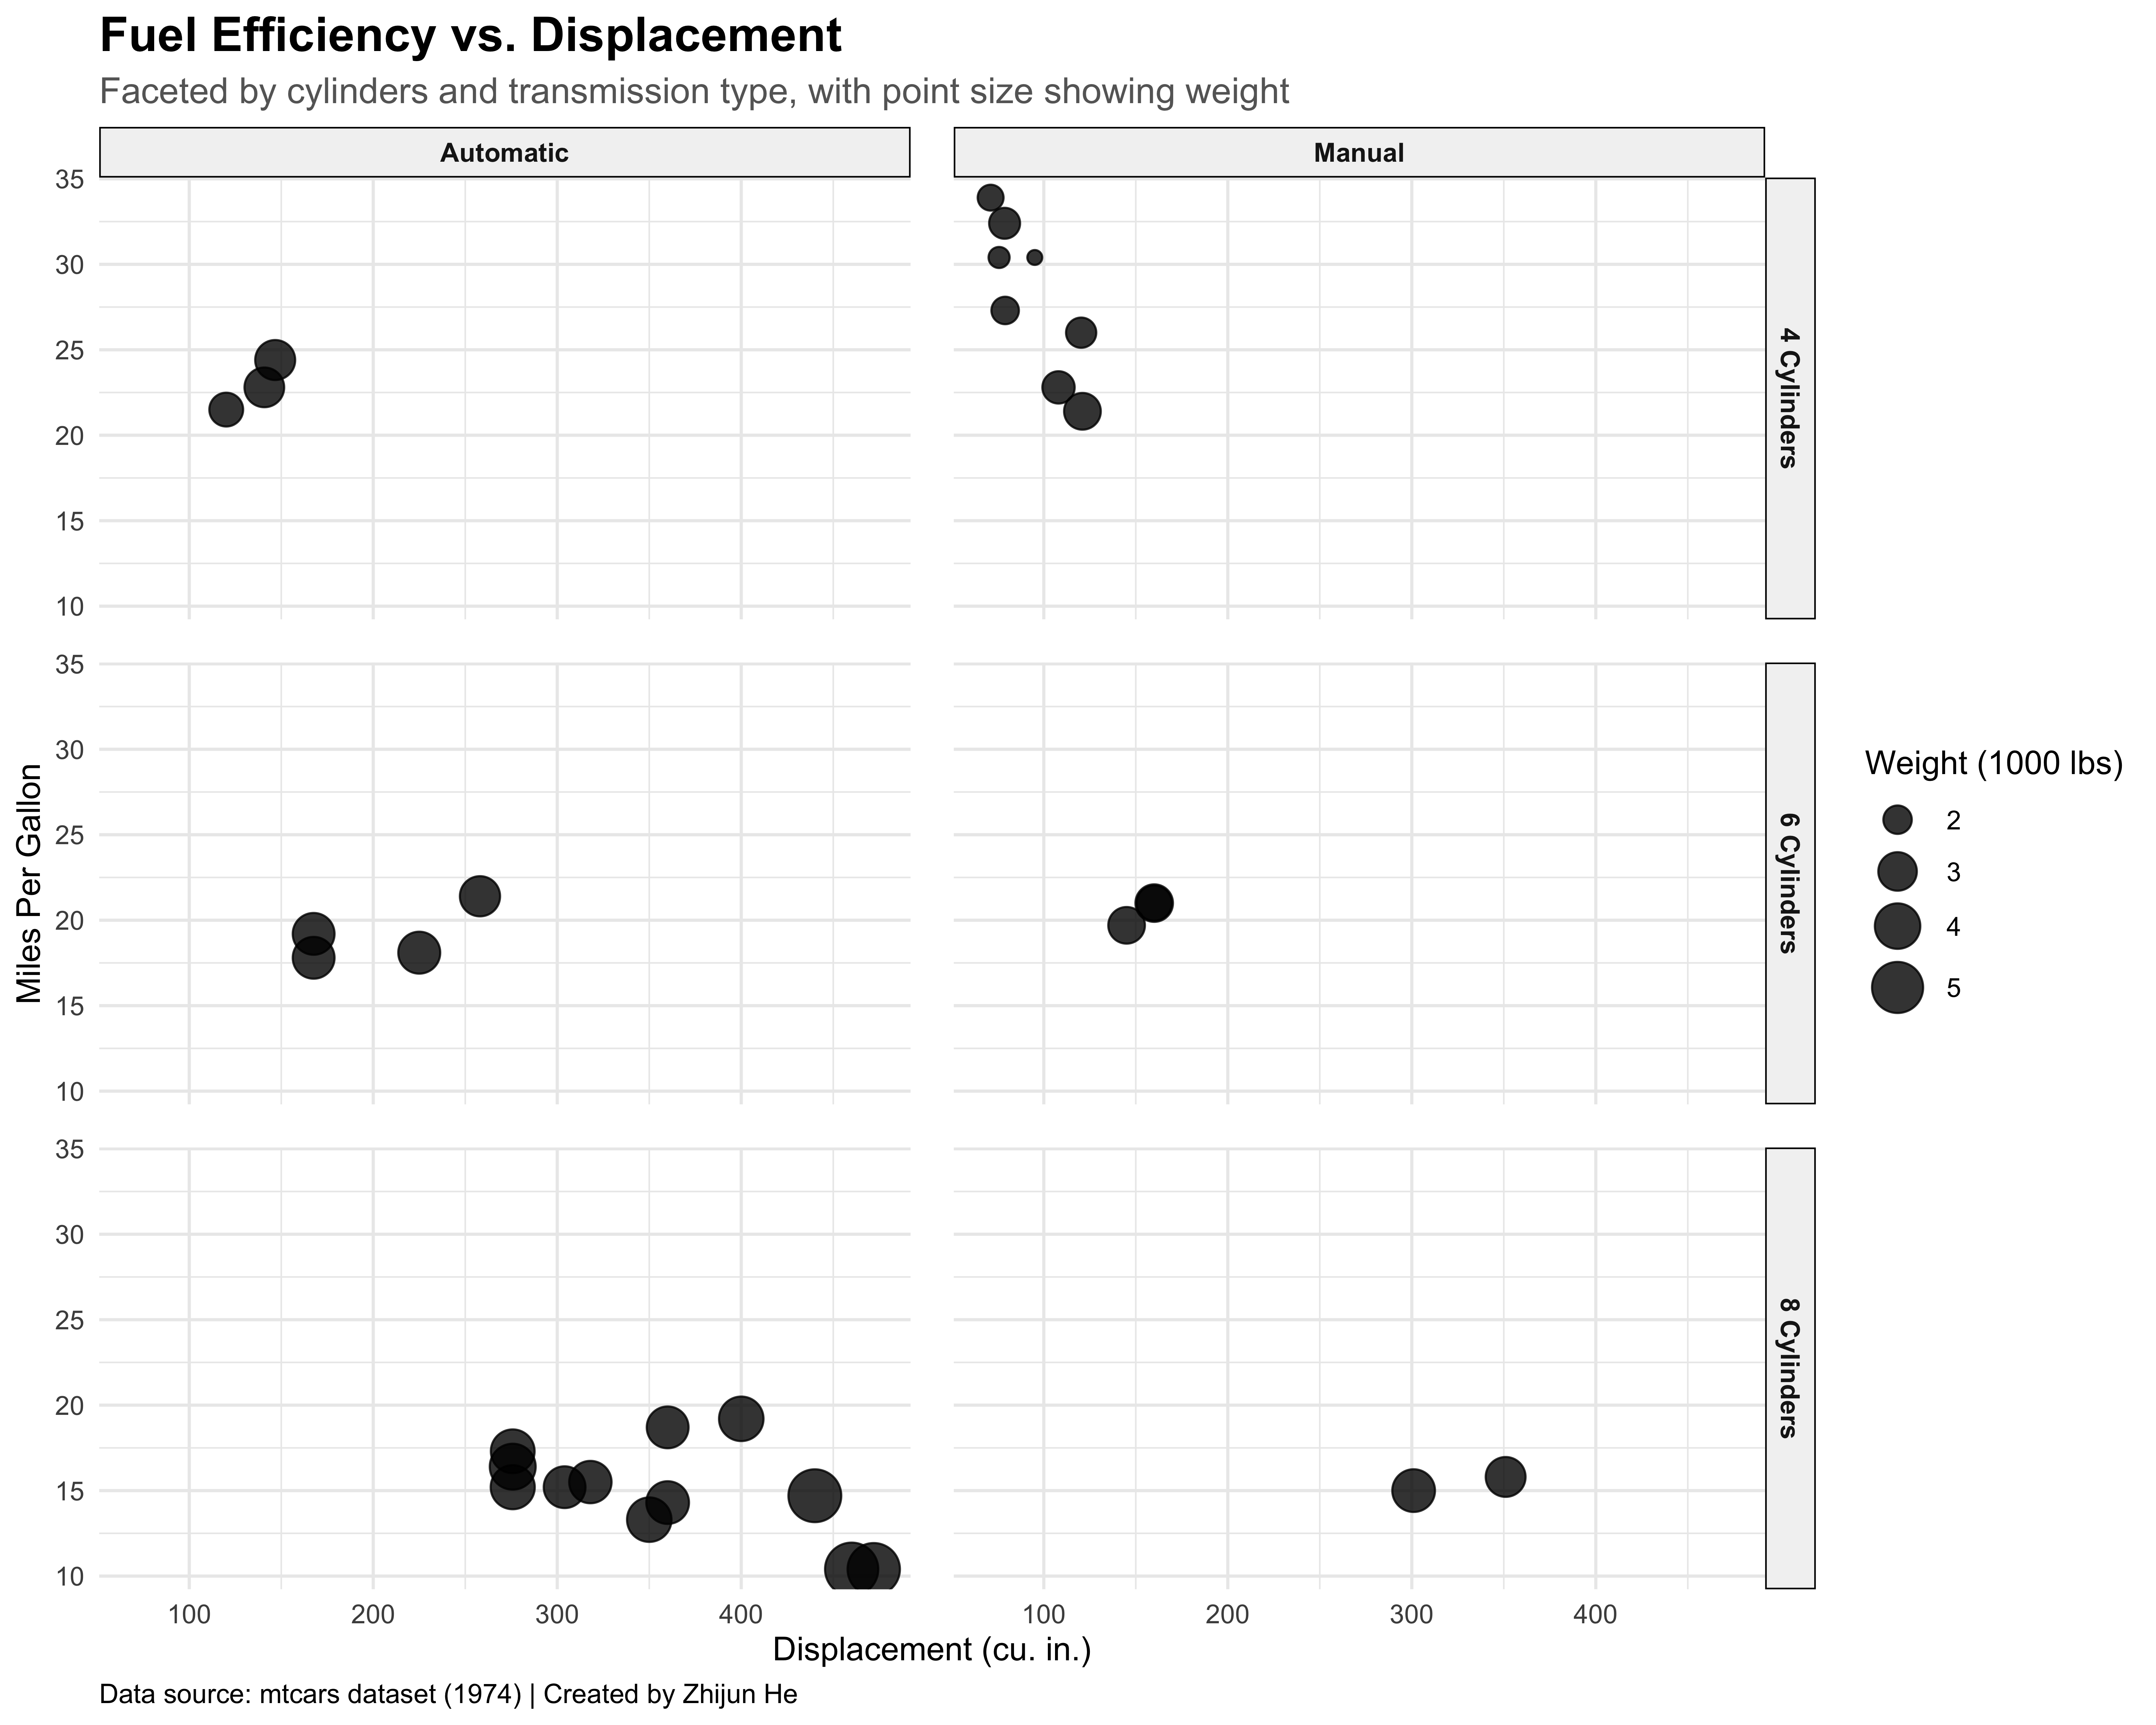 Fuel Efficiency vs. Displacement
Faceted by cylinders and transmission type, with point size showing weight
Automatic
Manual
35
30
25
20
15
10
4 Cylinders
35
30
25
20
15
10
6 Cylinders
35
30
25
20
15
10
8 Cylinders
Miles Per Gallon
Weight (1000 lbs)
2
3
4
5
100 200 300 400
100 200 300 400
Displacement (cu. in.)
Data source: mtcars dataset (1974) | Created by Zhijun He